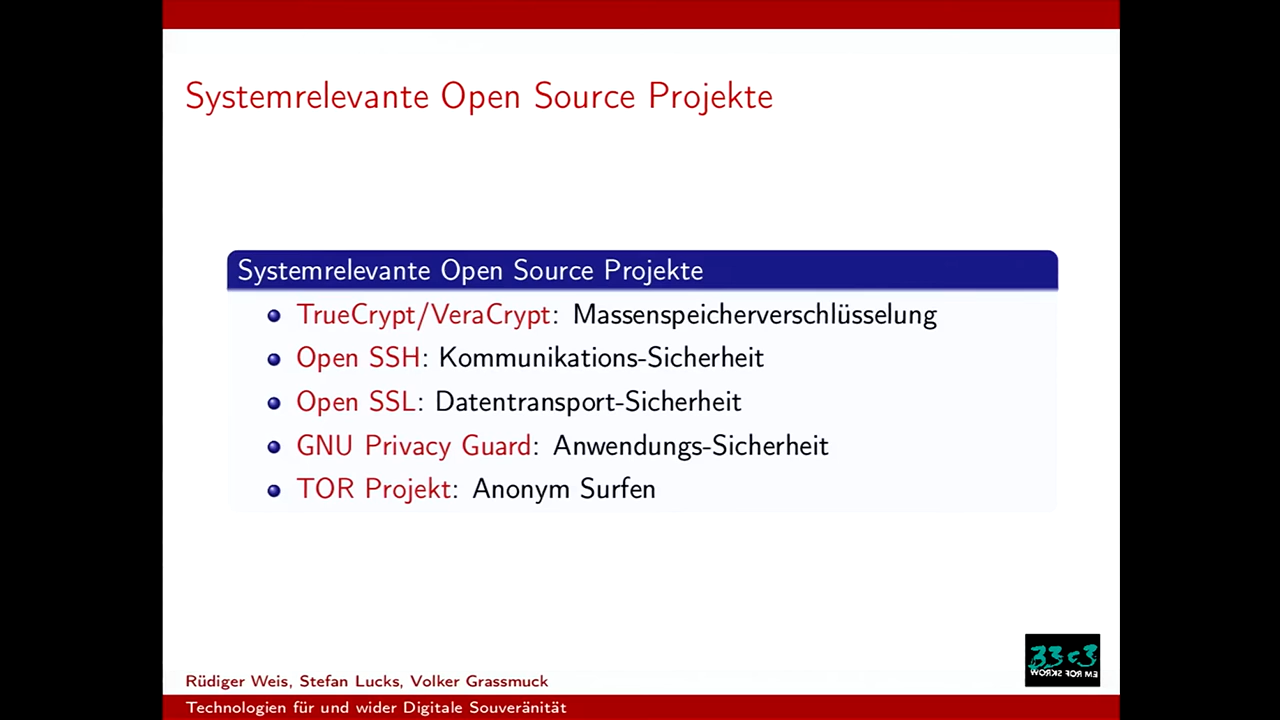 Systemrelevante Open Source Projekte
Systemrelevante Open Source Projekte
TrueCrypt/VeraCrypt: Massenspeicherverschlüsselung
Open SSH: Kommunikations-Sicherheit
Open SSL: Datentransport-Sicherheit
GNU Privacy Guard: Anwendungs-Sicherheit
TOR Projekt: Anonym Surfen
33c3
WORKS FOR ME
Rüdiger Weis, Stefan Lucks, Volker Grassmuck
Technologien für und wider Digitale Souveränität